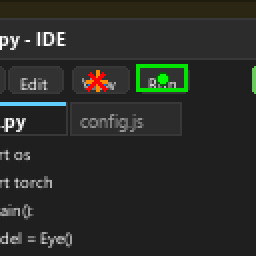 py - IDE
Edit
.py
config.js
rt os
rt torch
ain():
del = Eye()